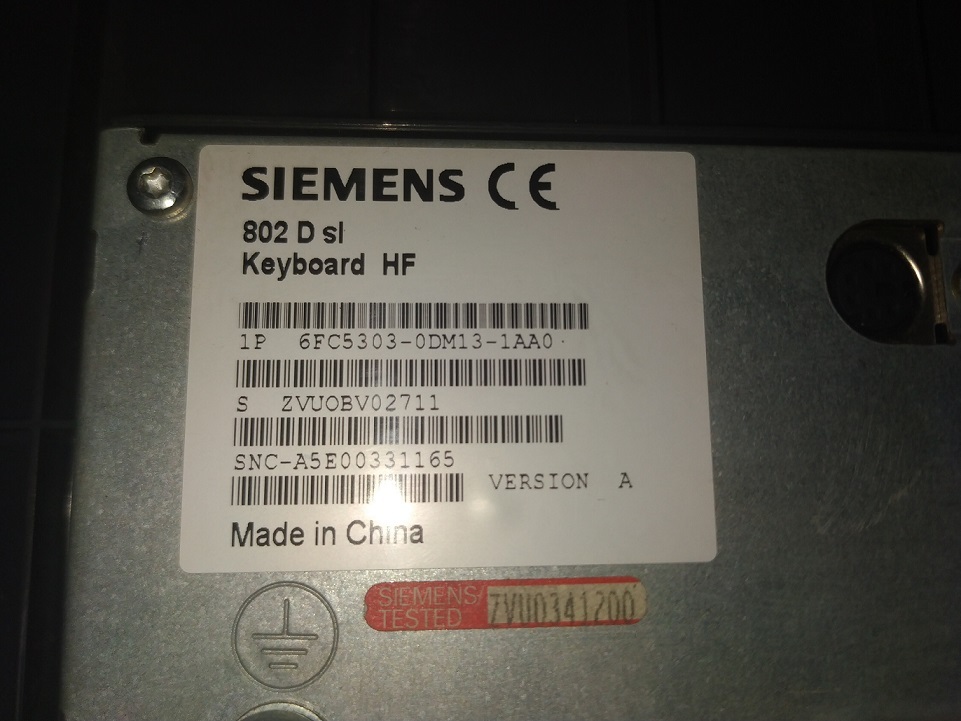 SIEMENS CE
802 D sl
Keyboard HF
1P 6FC5303-0DM13-1AA0
S ZVUOBV02711
SNC-A5E00331165
VERSION A
Made in China
SIEMENS
TESTED
ZVU0341200